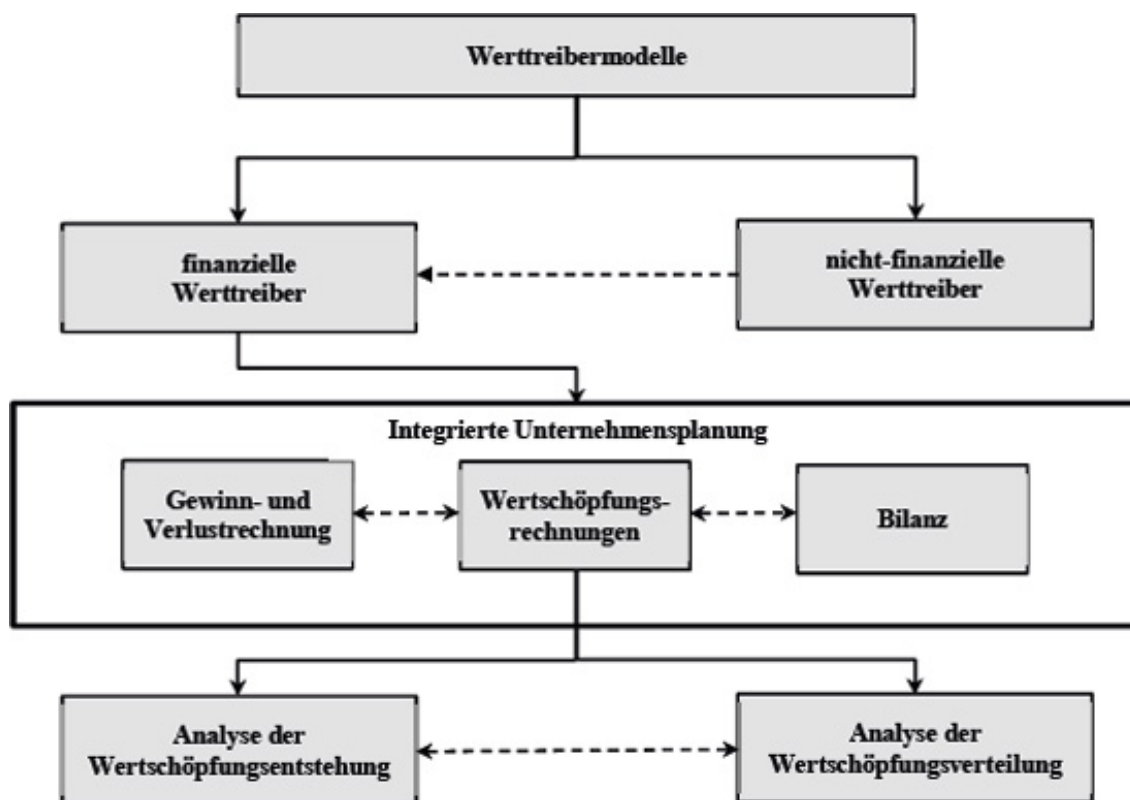 Werttreibermodelle
finanzielle
Werttreiber
nicht-finanzielle
Werttreiber
Integrierte Unternehmensplanung
Gewinn- und
Verlustrechnung
Wertschöpfungs-
rechnungen
Bilanz
Analyse der
Wertschöpfungsentstehung
Analyse der
Wertschöpfungsverteilung